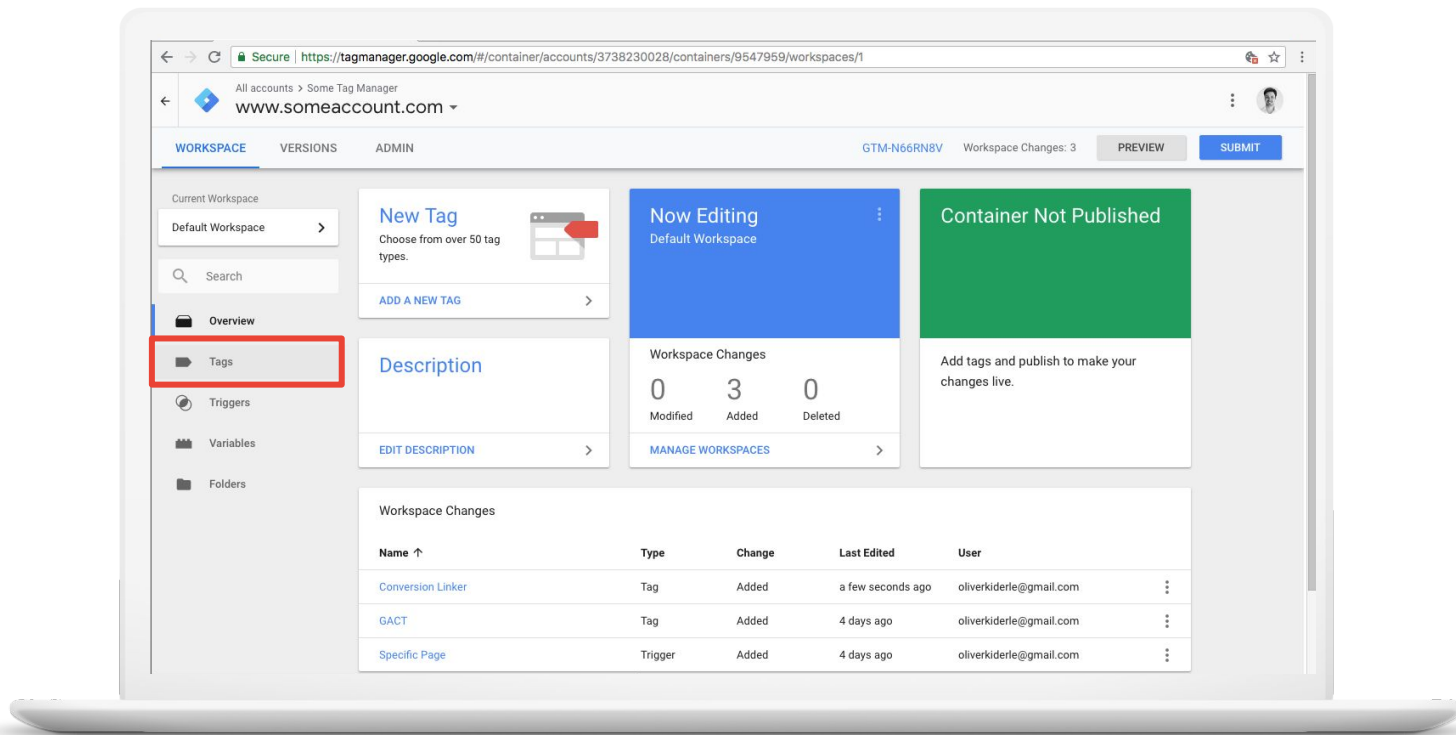 Secure | https://tagmanager.google.com/#/container/accounts/3738230028/containers/9547959/workspaces/1
All accounts > Some Tag Manager
www.someaccount.com
WORKSPACE VERSIONS ADMIN GTM-N66RN8V Workspace Changes: 3 PREVIEW SUBMIT
Current Workspace
Default Workspace
Search
Overview
Tags
Triggers
Variables
Folders
New Tag
Choose from over 50 tag
types.
ADD A NEW TAG
Now Editing
Default Workspace
Container Not Published
Description
EDIT DESCRIPTION
Workspace Changes
0 3 0
Modified Added Deleted
MANAGE WORKSPACES
Add tags and publish to make your
changes live.
Workspace Changes
Name Type Change Last Edited User
Conversion Linker Tag Added a few seconds ago oliverkiderle@gmail.com
GACT Tag Added 4 days ago oliverkiderle@gmail.com
Specific Page Trigger Added 4 days ago oliverkiderle@gmail.com